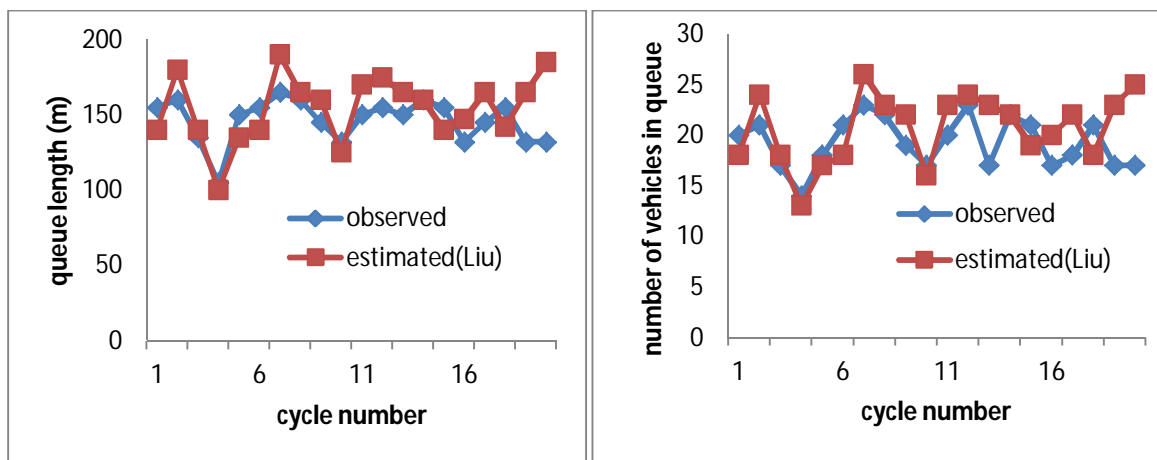 200
150
100
50
0
queue length (m)
observed
estimated(Liu)
1 6 11 16
cycle number
30
25
20
15
10
5
0
number of vehicles in queue
observed
estimated(Liu)
1 6 11 16
cycle number